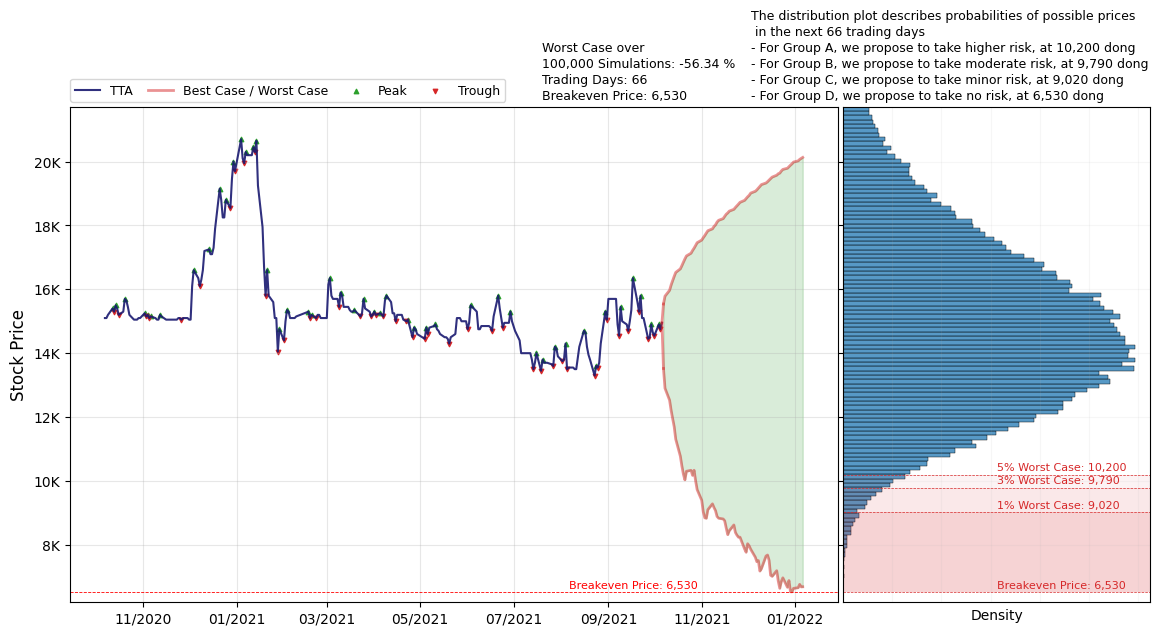 The distribution plot describes probabilities of possible prices
in the next 66 trading days
- For Group A, we propose to take higher risk, at 10,200 dong
- For Group B, we propose to take moderate risk, at 9,790 dong
- For Group C, we propose to take minor risk, at 9,020 dong
- For Group D, we propose to take no risk, at 6,530 dong
Worst Case over
100,000 Simulations: -56.34 %
Trading Days: 66
Breakeven Price: 6,530
TTA
Best Case / Worst Case
Peak
Trough
Stock Price
20K
18K
16K
14K
12K
10K
8K
Breakeven Price: 6,530
11/2020
01/2021
03/2021
05/2021
07/2021
09/2021
11/2021
01/2022
5% Worst Case: 10,200
3% Worst Case: 9,790
1% Worst Case: 9,020
Breakeven Price: 6,530
Density